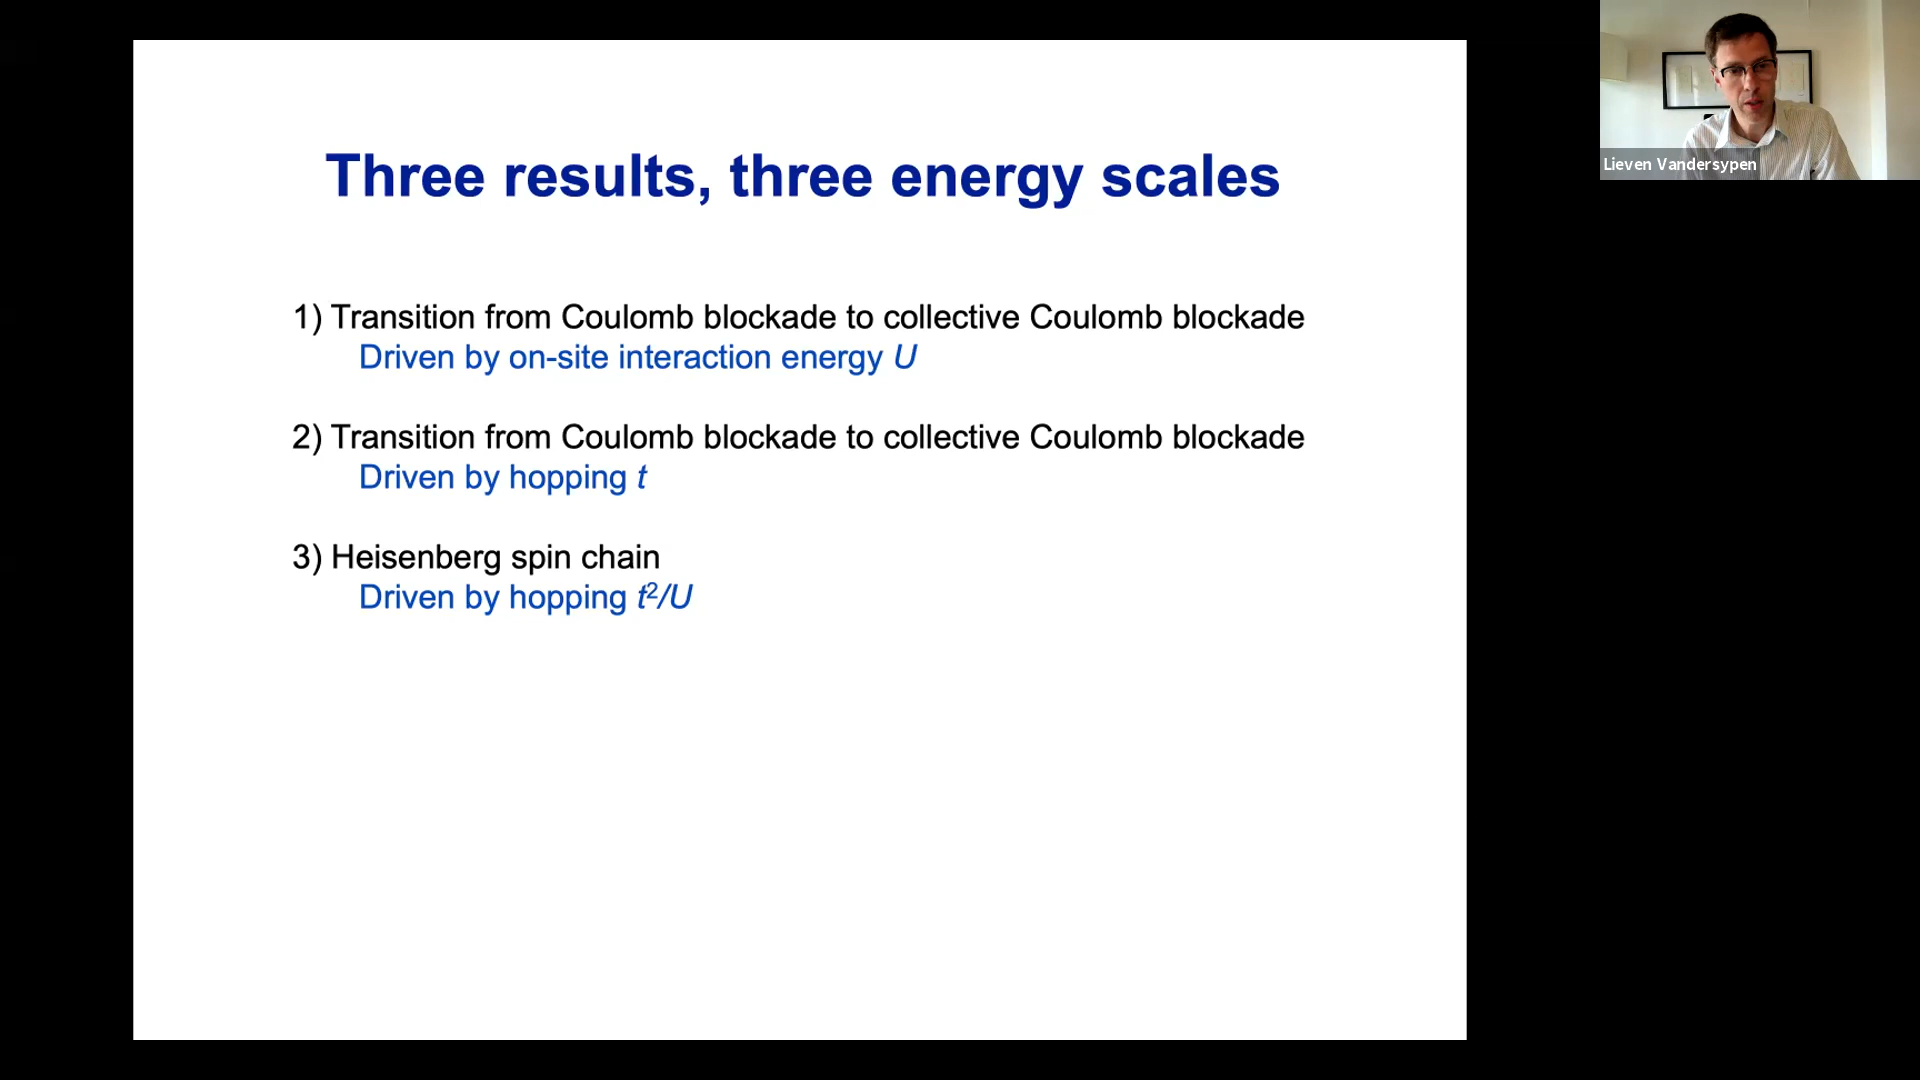 Three results, three energy scales
1) Transition from Coulomb blockade to collective Coulomb blockade
Driven by on-site interaction energy U
2) Transition from Coulomb blockade to collective Coulomb blockade
Driven by hopping t
3) Heisenberg spin chain
Driven by hopping t²/U
Lieven Vandersypen